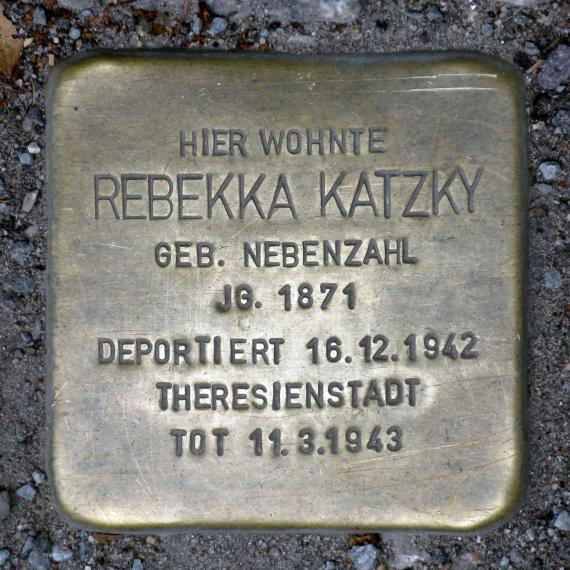 HIER WOHNTE
REBEKKA KATZKY
GEB. NEBENZAHL
JG. 1871
DEPORTIERT 16.12.1942
THERESIENSTADT
TOT 11.3.1943